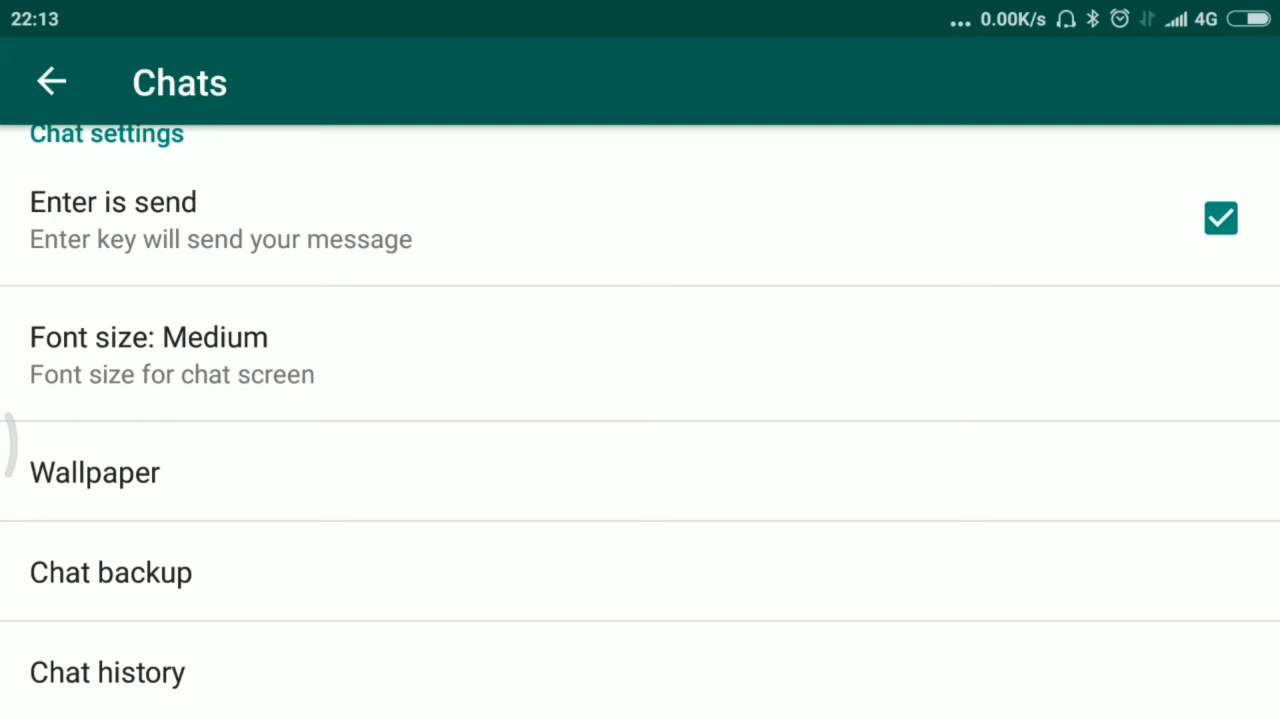 22:13
... 0.00K/s 4G
Chats
Chat settings
Enter is send
Enter key will send your message
Font size: Medium
Font size for chat screen
Wallpaper
Chat backup
Chat history